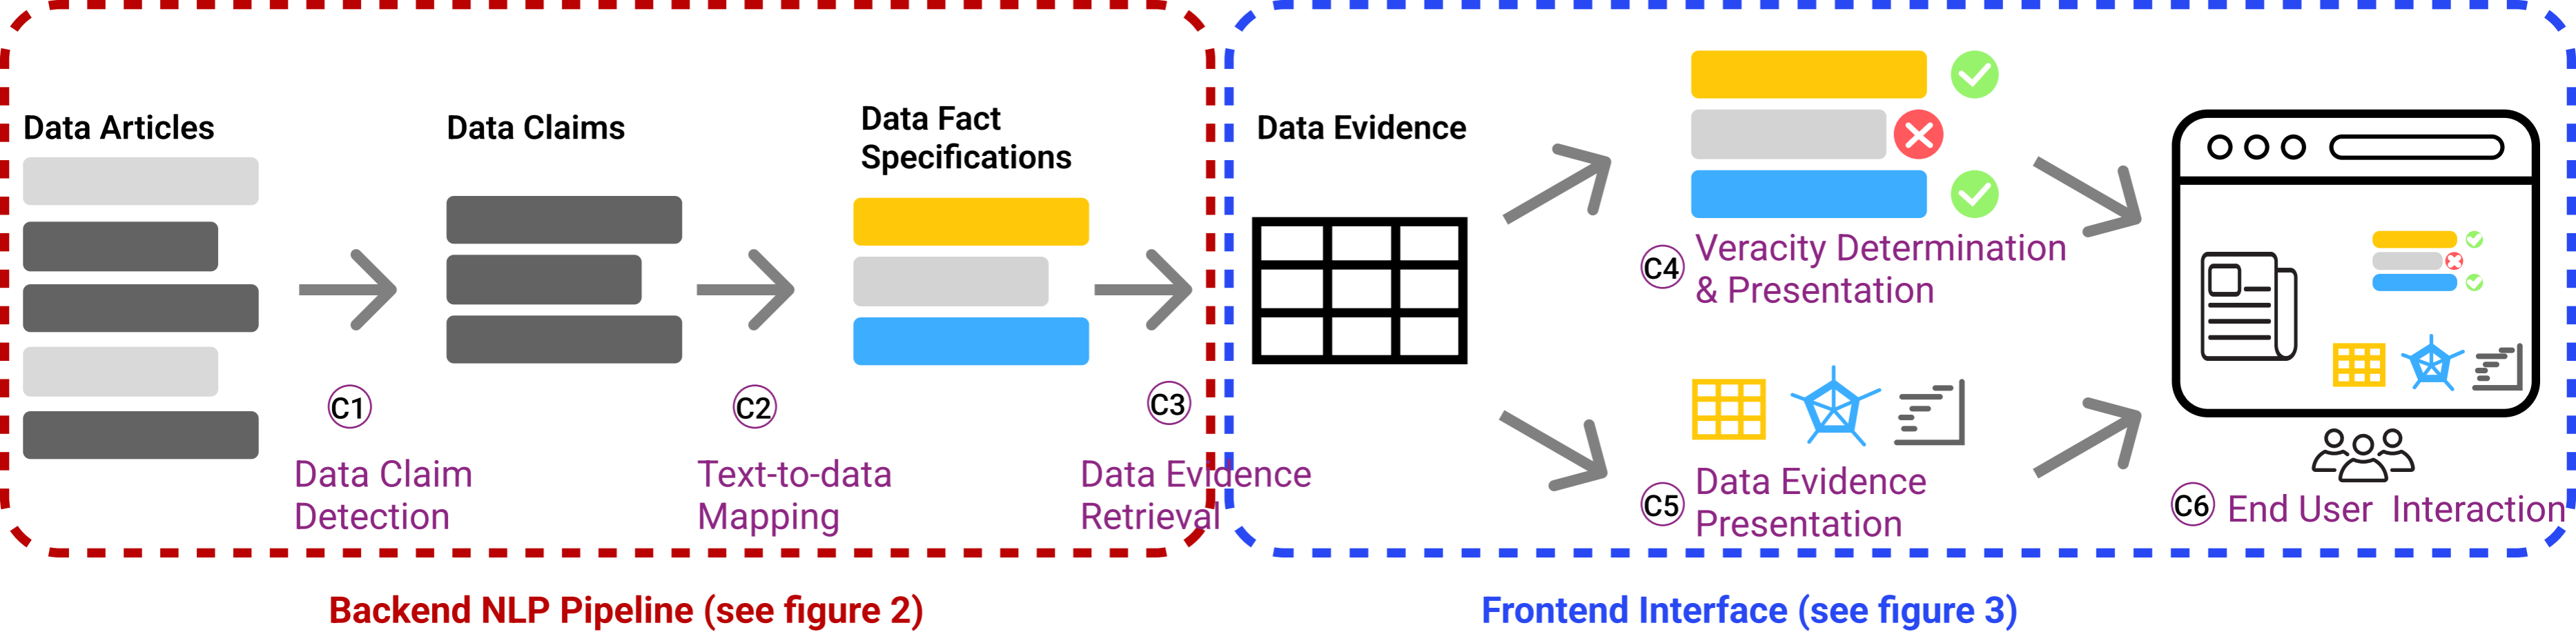 Data Articles
Data Claims
Data Fact
Specifications
Data Evidence
C1
Data Claim
Detection
C2
Text-to-data
Mapping
C3
Data Evidence
Retrieval
C4
Veracity Determination
& Presentation
C5
Data Evidence
Presentation
C6
End User Interaction
Backend NLP Pipeline (see figure 2)
Frontend Interface (see figure 3)